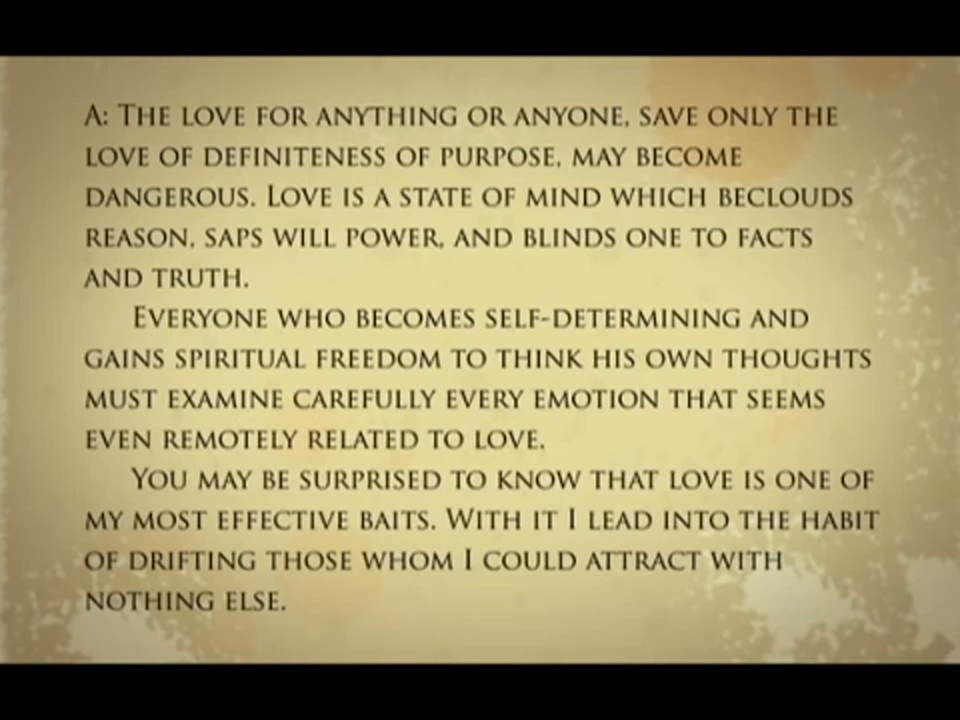 A: The love for anything or anyone, save only the
love of definiteness of purpose, may become
dangerous. Love is a state of mind which beclouds
reason, saps will power, and blinds one to facts
and truth.
Everyone who becomes self-determining and
gains spiritual freedom to think his own thoughts
must examine carefully every emotion that seems
even remotely related to love.
You may be surprised to know that love is one of
my most effective baits. With it I lead into the habit
of drifting those whom I could attract with
nothing else.